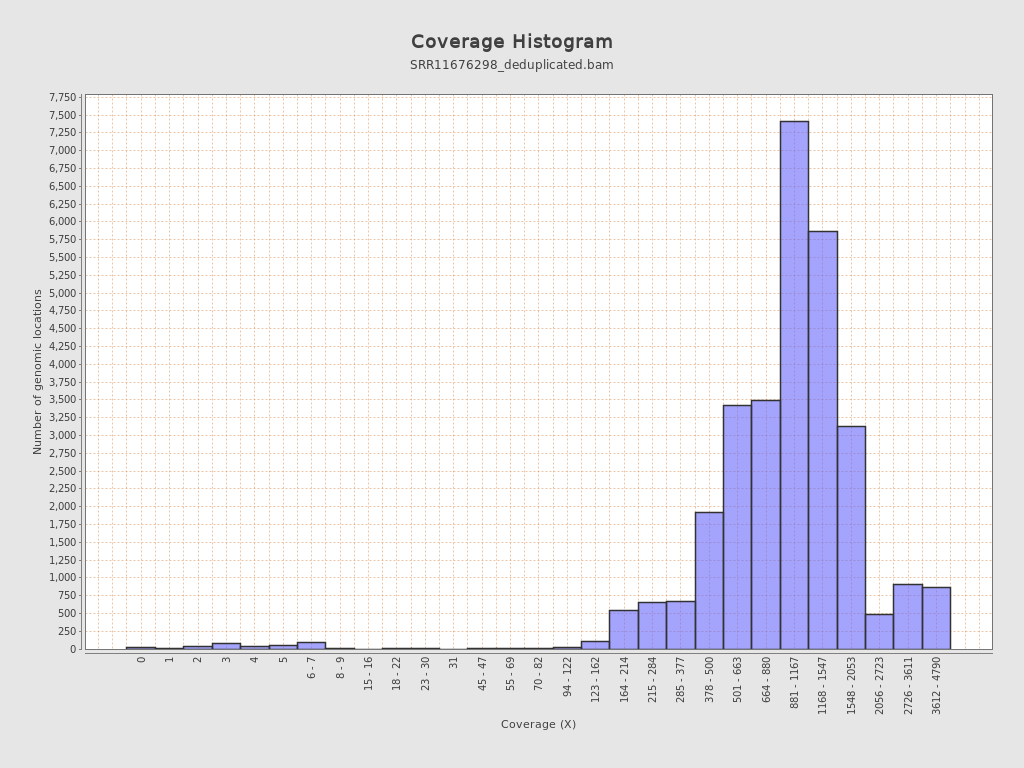 Coverage Histogram
SRR11676298_deduplicated.bam
Number of genomic locations
7,750
7,500
7,250
7,000
6,750
6,500
6,250
6,000
5,750
5,500
5,250
5,000
4,750
4,500
4,250
4,000
3,750
3,500
3,250
3,000
2,750
2,500
2,250
2,000
1,750
1,500
1,250
1,000
750
500
250
0
0
1
2
3
4
5
6 - 7
8 - 9
15 - 16
18 - 22
23 - 30
31
45 - 47
55 - 69
70 - 82
94 - 122
123 - 162
164 - 214
215 - 284
285 - 377
378 - 500
501 - 663
664 - 880
881 - 1167
1168 - 1547
1548 - 2053
2056 - 2723
2726 - 3611
3612 - 4790
Coverage (X)